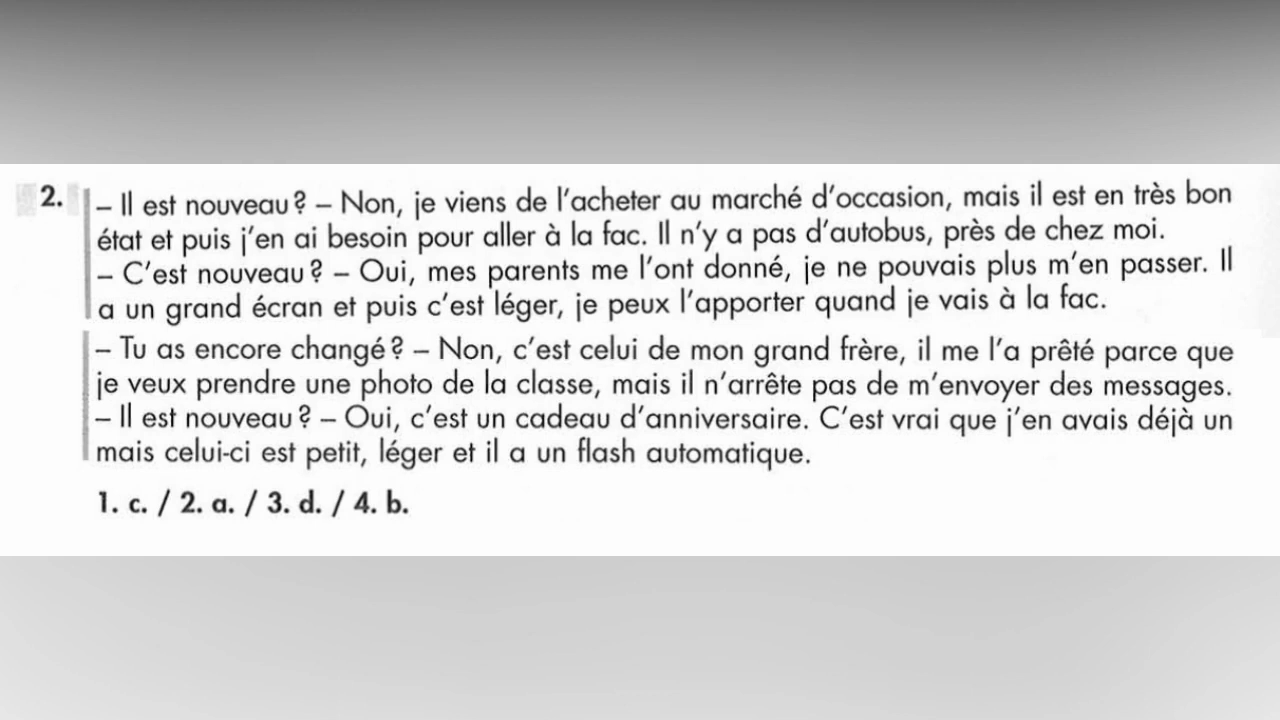 2. – Il est nouveau ? – Non, je viens de l'acheter au marché d'occasion, mais il est en très bon
état et puis j'en ai besoin pour aller à la fac. Il n'y a pas d'autobus, près de chez moi.
– C'est nouveau ? – Oui, mes parents me l'ont donné, je ne pouvais plus m'en passer. Il
a un grand écran et puis c'est léger, je peux l'apporter quand je vais à la fac.
– Tu as encore changé ? – Non, c'est celui de mon grand frère, il me l'a prêté parce que
je veux prendre une photo de la classe, mais il n'arrête pas de m'envoyer des messages.
– Il est nouveau ? – Oui, c'est un cadeau d'anniversaire. C'est vrai que j'en avais déjà un
mais celui-ci est petit, léger et il a un flash automatique.
1. c. / 2. a. / 3. d. / 4. b.